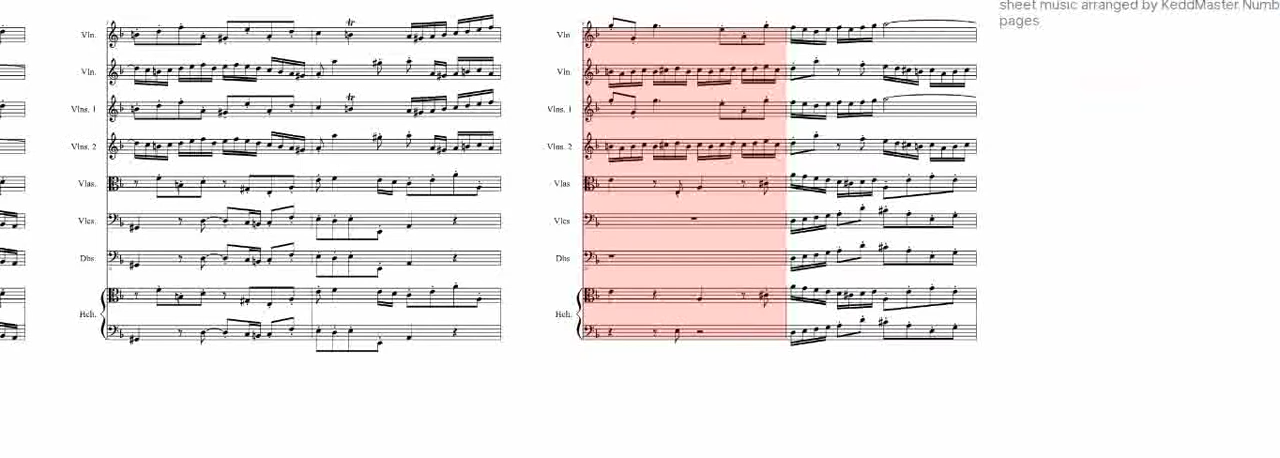 sheet music arranged by KeddMaster. Numb
pages
Vln.
Vln.
Vlns. 1
Vlns. 2
Vlas.
Vlcs.
Dbs.
Hch.
Vln
Vln
Vlns. 1
Vlns. 2
Vlas
Vlcs
Dbs
Hch.